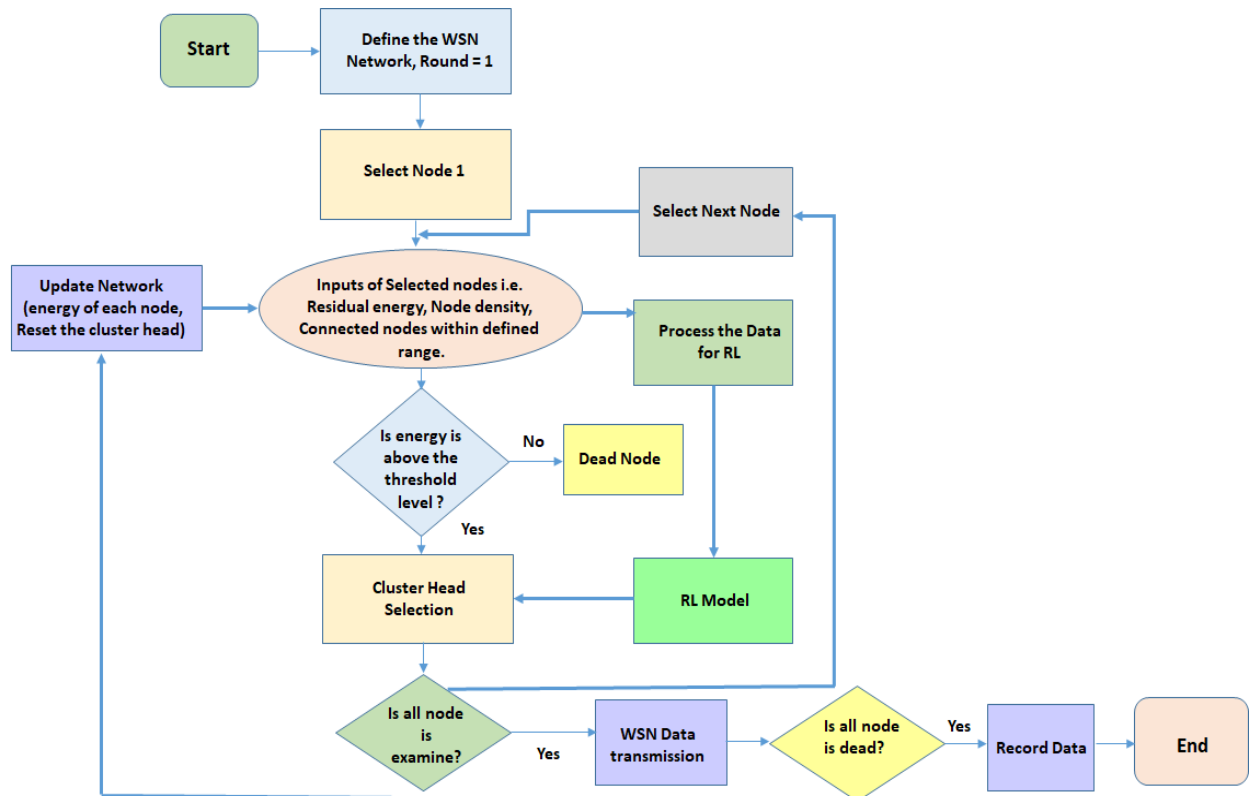 Start
Define the WSN
Network, Round = 1
Select Node 1
Select Next Node
Update Network
(energy of each node,
Reset the cluster head)
Inputs of Selected nodes i.e.
Residual energy, Node density,
Connected nodes within defined
range.
Process the Data
for RL
Is energy is
above the
threshold
level ?
No
Dead Node
Yes
Cluster Head
Selection
RL Model
Is all node
is
examine?
Yes
WSN Data
transmission
Is all node
is dead?
Yes
Record Data
End